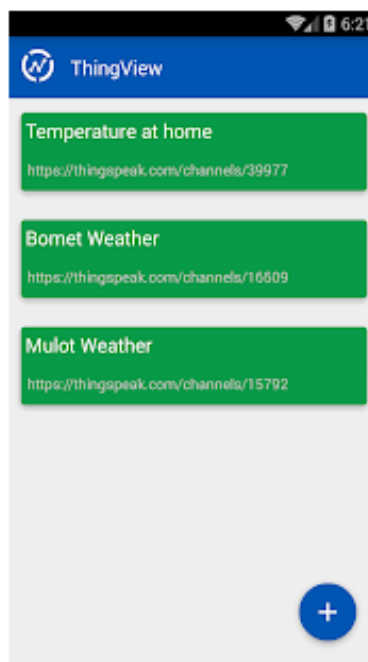 6:21
ThingView
Temperature at home
https://thingspeak.com/channels/39977
Bomet Weather
https://thingspeak.com/channels/16609
Mulot Weather
https://thingspeak.com/channels/15792
+